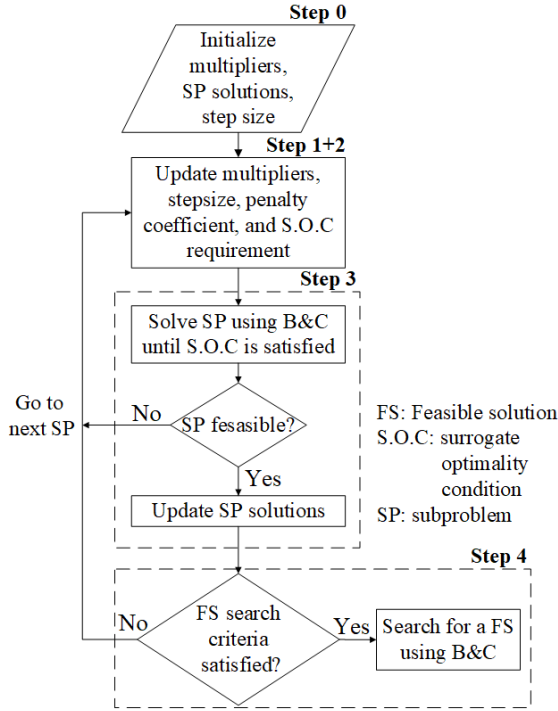 Step 0
Initialize
multipliers,
SP solutions,
step size
Step 1+2
Update multipliers,
stepsize, penalty
coefficient, and S.O.C
requirement
Step 3
Solve SP using B&C
until S.O.C is satisfied
Go to
next SP
No
SP fesasible?
Yes
Update SP solutions
FS: Feasible solution
S.O.C: surrogate
optimality
condition
SP: subproblem
Step 4
No
FS search
criteria
satisfied?
Yes
Search for a FS
using B&C